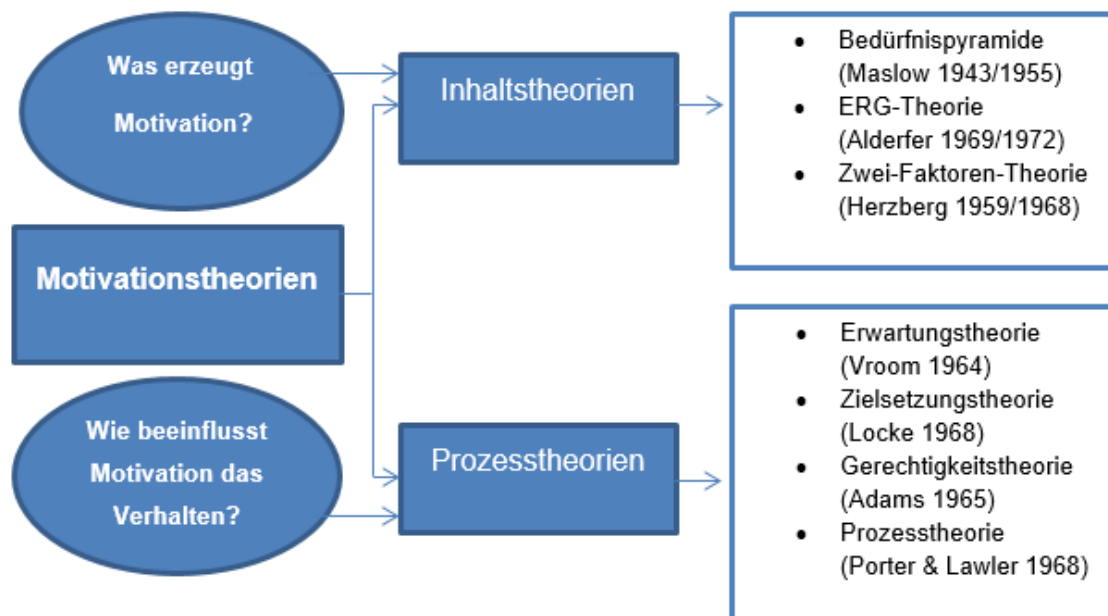 Was erzeugt
Motivation?
Inhaltstheorien
• Bedürfnispyramide
(Maslow 1943/1955)
• ERG-Theorie
(Alderfer 1969/1972)
• Zwei-Faktoren-Theorie
(Herzberg 1959/1968)
Motivationstheorien
Wie beeinflusst
Motivation das
Verhalten?
Prozesstheorien
• Erwartungstheorie
(Vroom 1964)
• Zielsetzungstheorie
(Locke 1968)
• Gerechtigkeitstheorie
(Adams 1965)
• Prozesstheorie
(Porter & Lawler 1968)